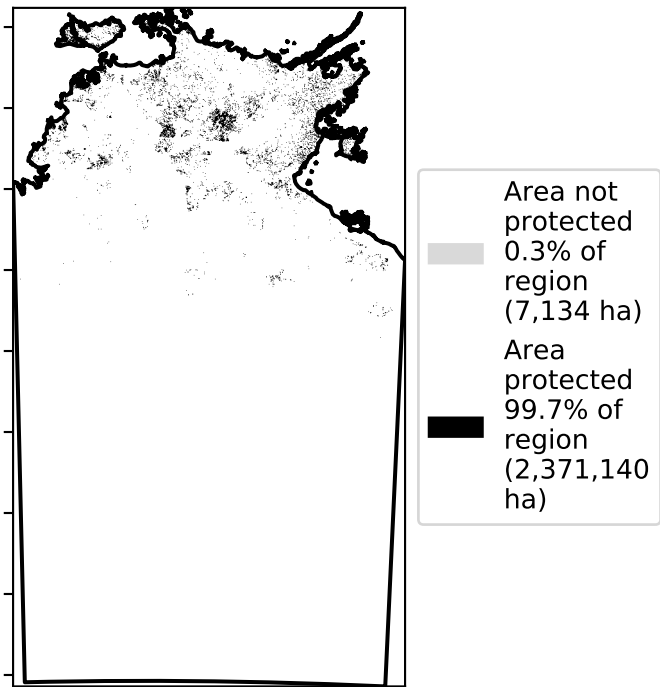 Area not
protected
0.3% of
region
(7,134 ha)
Area
protected
99.7% of
region
(2,371,140
ha)